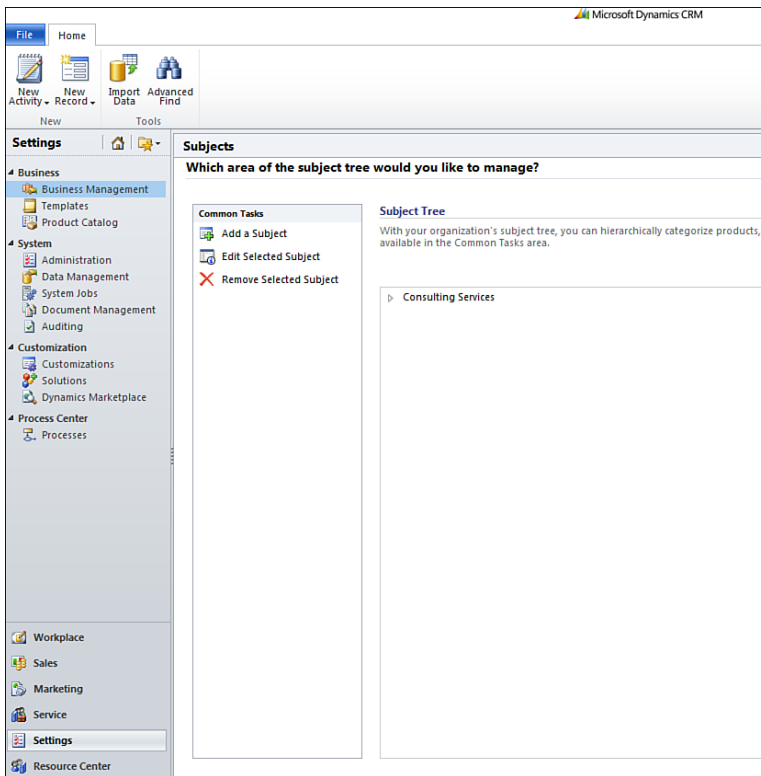 Microsoft Dynamics CRM
File
Home
New Activity
New Record
Import Data
Advanced Find
New
Tools
Settings
Business
Business Management
Templates
Product Catalog
System
Administration
Data Management
System Jobs
Document Management
Auditing
Customization
Customizations
Solutions
Dynamics Marketplace
Process Center
Processes
Workplace
Sales
Marketing
Service
Settings
Resource Center
Subjects
Which area of the subject tree would you like to manage?
Common Tasks
Add a Subject
Edit Selected Subject
Remove Selected Subject
Subject Tree
With your organization's subject tree, you can hierarchically categorize products,
available in the Common Tasks area.
Consulting Services